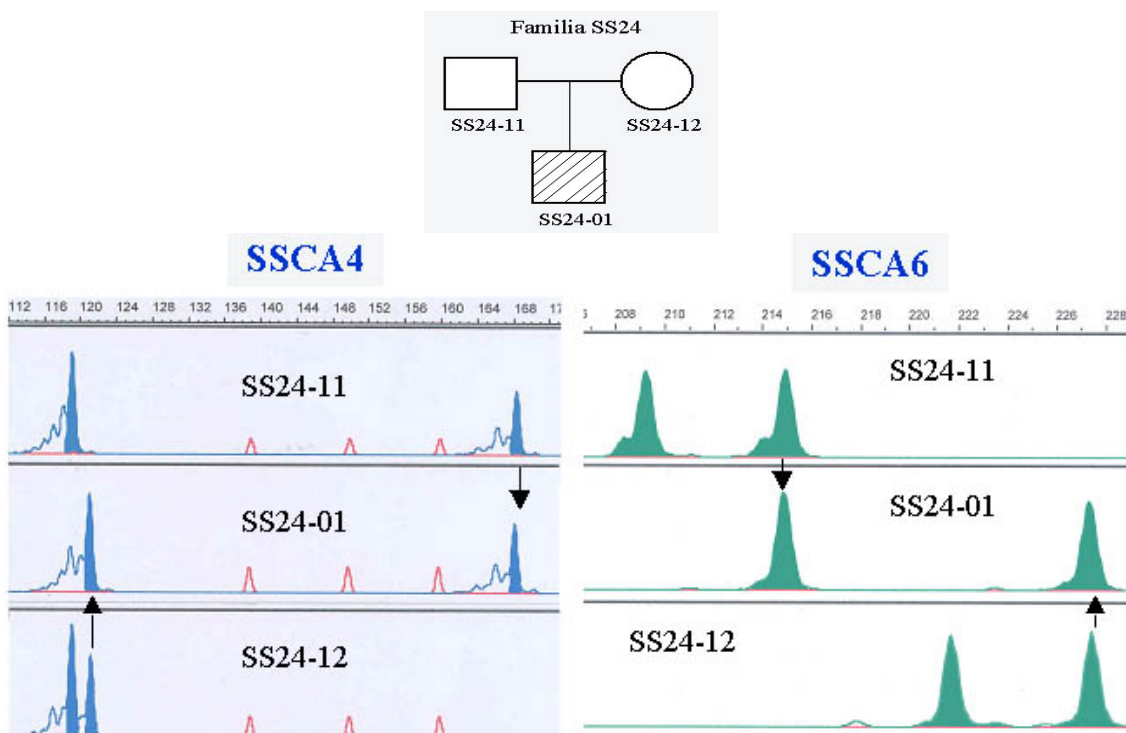 Familia SS24
SS24-11 SS24-12
SS24-01
SSCA4
112 116 120 124 128 132 136 140 144 148 152 156 160 164 168
SS24-11
SS24-01
SS24-12
SSCA6
208 210 212 214 216 218 220 222 224 226 228
SS24-11
SS24-01
SS24-12